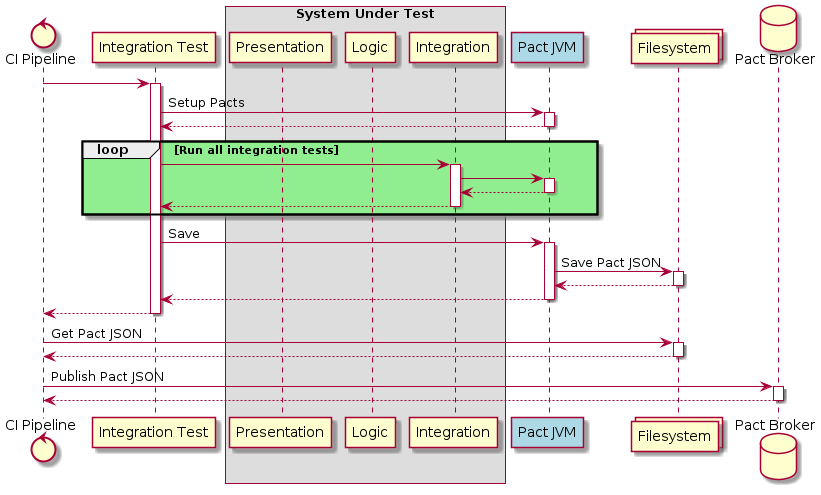 System Under Test
CI Pipeline
Integration Test
Presentation
Logic
Integration
Pact JVM
Filesystem
Pact Broker
Setup Pacts
loop
[Run all integration tests]
Save
Save Pact JSON
Get Pact JSON
Publish Pact JSON
CI Pipeline
Integration Test
Presentation
Logic
Integration
Pact JVM
Filesystem
Pact Broker